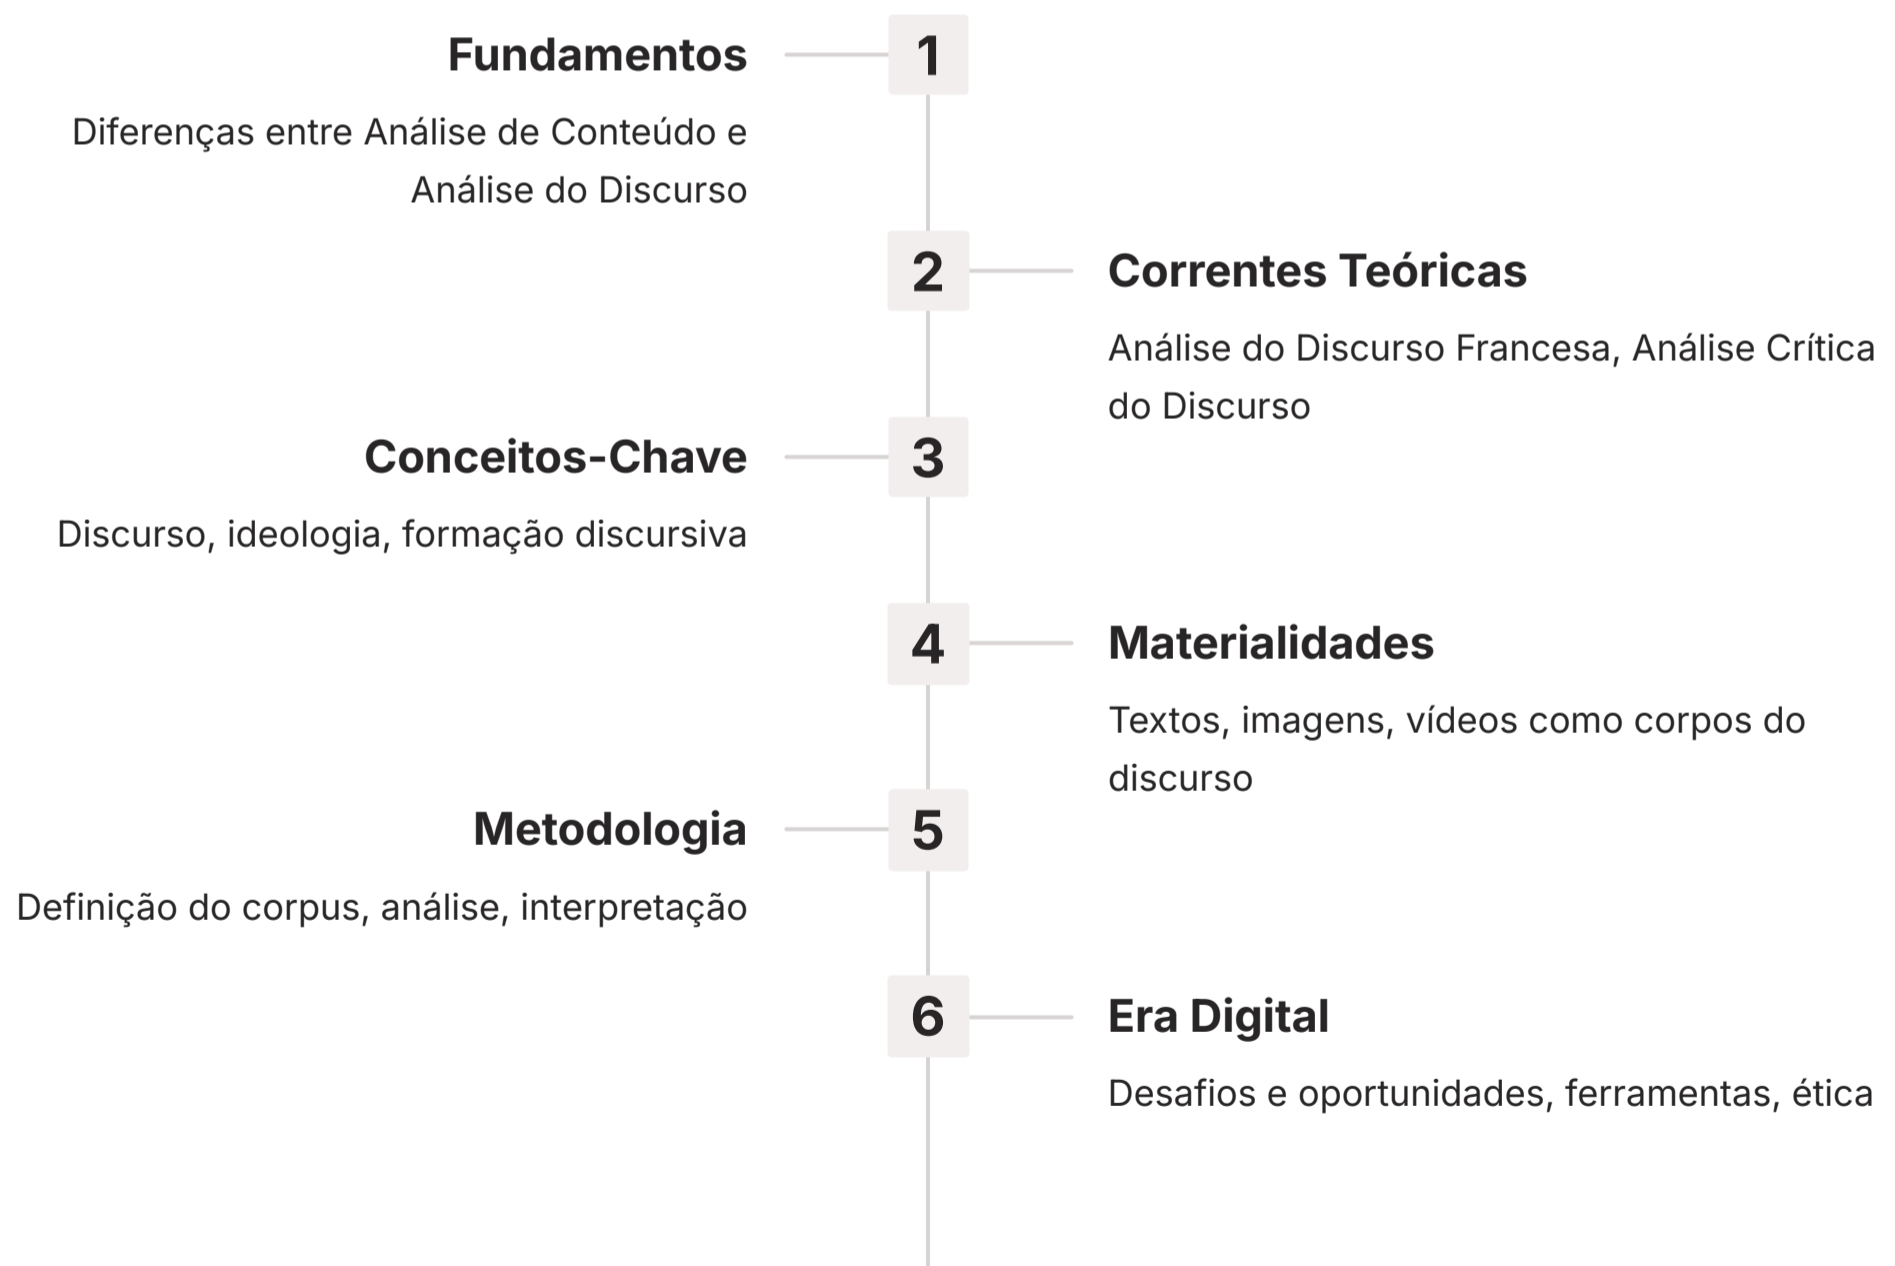 1
Fundamentos
Diferenças entre Análise de Conteúdo e
Análise do Discurso
2
Correntes Teóricas
Análise do Discurso Francesa, Análise Crítica
do Discurso
3
Conceitos-Chave
Discurso, ideologia, formação discursiva
4
Materialidades
Textos, imagens, vídeos como corpos do
discurso
5
Metodologia
Definição do corpus, análise, interpretação
6
Era Digital
Desafios e oportunidades, ferramentas, ética